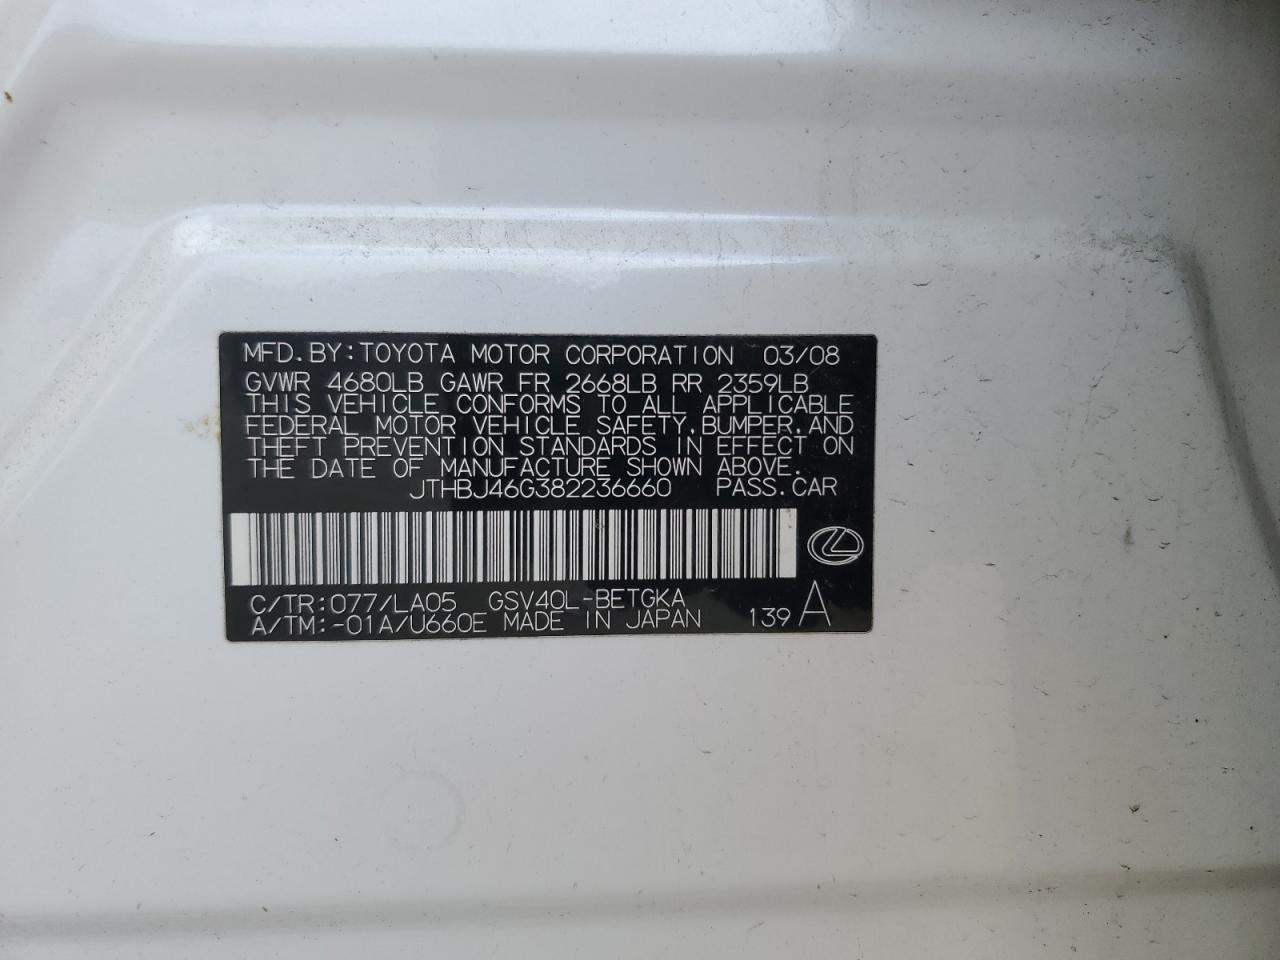 MFD.BY:TOYOTA MOTOR CORPORATION 03/08
GVWR 4680LB GAWR FR 2668LB RR 2359LB
THIS VEHICLE CONFORMS TO ALL APPLICABLE
FEDERAL MOTOR VEHICLE SAFETY,BUMPER,AND
THEFT PREVENTION STANDARDS IN EFFECT ON
THE DATE OF MANUFACTURE SHOWN ABOVE.
JTHBJ46G382236660 PASS.CAR
C/TR:077/LA05 GSV40L-BETGKA
A/TM:-01A/U660E MADE IN JAPAN 139 A